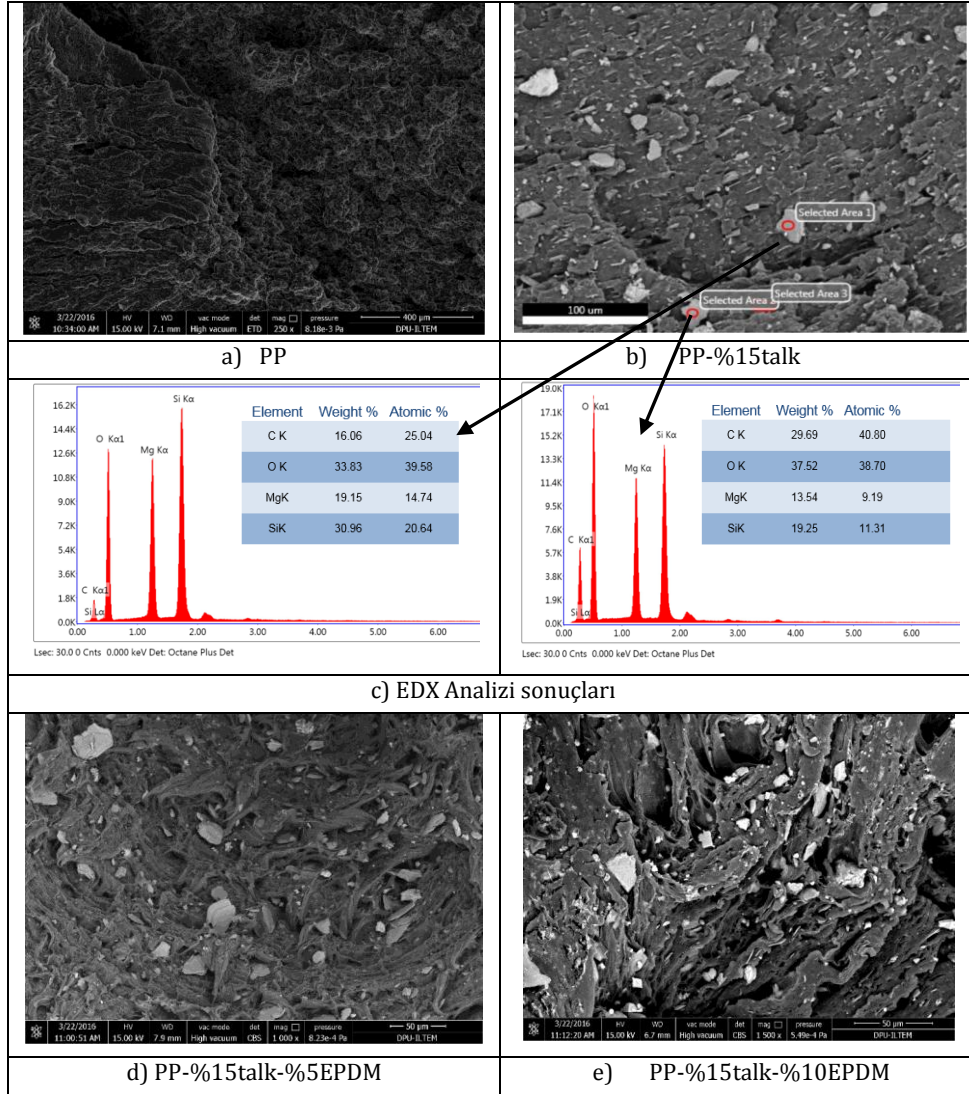 3/22/2016 HV WD vac mode det mag □ pressure 400 µm
10:34:00 AM 15.00 kV 7.1 mm High vacuum ETD 250 x 8.18e-3 Pa DPU-ILTEM
Selected Area 1
Selected Area 2 Selected Area 3
100 um
a) PP
b) PP-%15talk
16.2K
14.4K
12.6K
10.8K
9.0K
7.2K
5.4K
3.6K
1.8K
0.0K
Si Kα
O Kα1
Mg Kα
C Kα1
Si Lα
0.00 1.00 2.00 3.00 4.00 5.00 6.00
Element Weight % Atomic %
C K 16.06 25.04
O K 33.83 39.58
MgK 19.15 14.74
SiK 30.96 20.64
Lsec: 30.0 0 Cnts 0.000 keV Det: Octane Plus Det
19.0K
17.1K
15.2K
13.3K
11.4K
9.5K
7.6K
5.7K
3.8K
1.9K
0.0K
O Kα1
Si Kα
Mg Kα
C Kα1
Si Lα
0.00 1.00 2.00 3.00 4.00 5.00 6.00
Element Weight % Atomic %
C K 29.69 40.80
O K 37.52 38.70
MgK 13.54 9.19
SiK 19.25 11.31
Lsec: 30.0 0 Cnts 0.000 keV Det: Octane Plus Det
c) EDX Analizi sonuçları
3/22/2016 HV WD vac mode det mag □ pressure 50 µm
11:00:51 AM 15.00 kV 7.9 mm High vacuum CBS 1 000 x 8.23e-4 Pa DPU-ILTEM
3/22/2016 HV WD vac mode det mag □ pressure 50 µm
11:12:20 AM 15.00 kV 6.7 mm High vacuum CBS 1 500 x 5.49e-4 Pa DPU-ILTEM
d) PP-%15talk-%5EPDM
e) PP-%15talk-%10EPDM